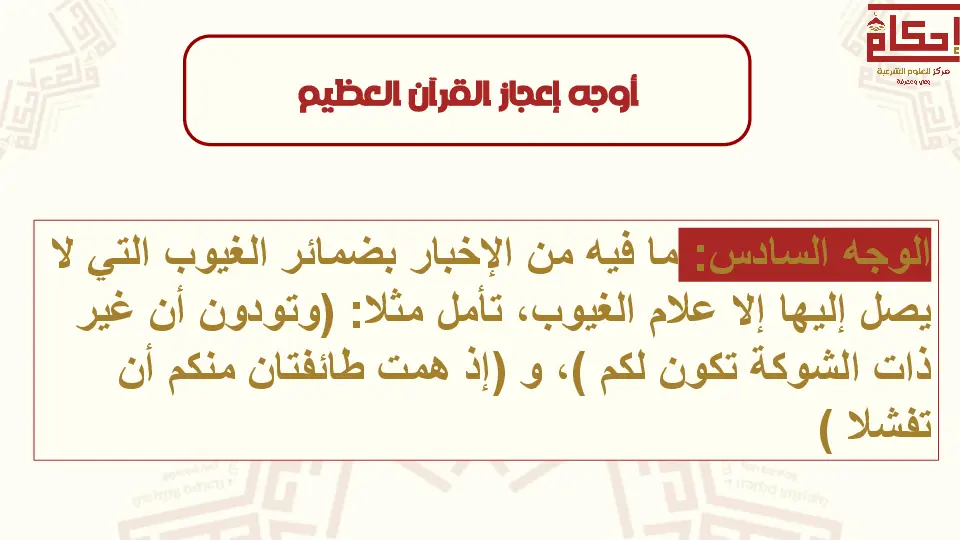 إحكام
مركز للعلوم الشرعية
وعي ومعرفة
أوجه إعجاز القرآن العظيم
الوجه السادس: ما فيه من الإخبار بضمائر الغيوب التي لا
يصل إليها إلا علام الغيوب، تأمل مثلا: (وتودون أن غير
ذات الشوكة تكون لكم )، و (إذ همت طائفتان منكم أن
تفشلا )